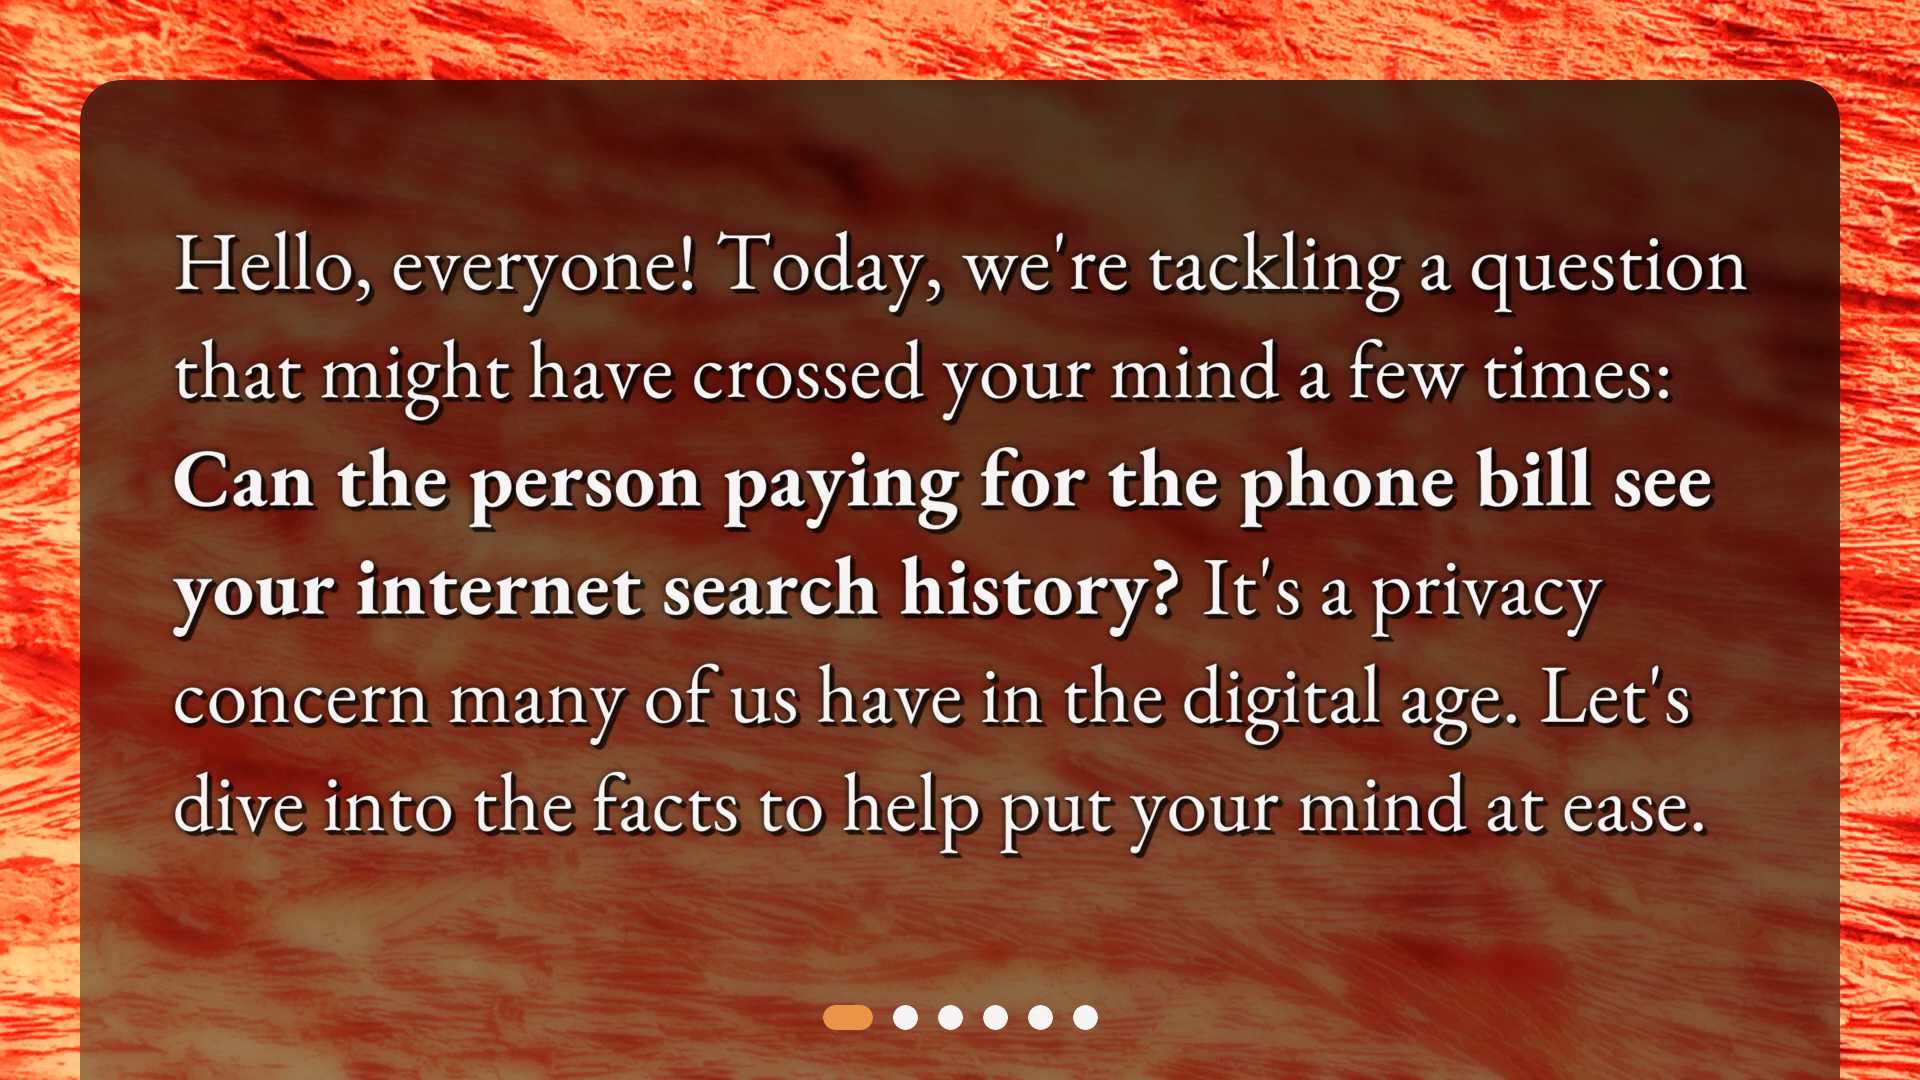 Hello, everyone! Today, we're tackling a question
that might have crossed your mind a few times:
Can the person paying for the phone bill see
your internet search history? It's a privacy
concern many of us have in the digital age. Let's
dive into the facts to help put your mind at ease.